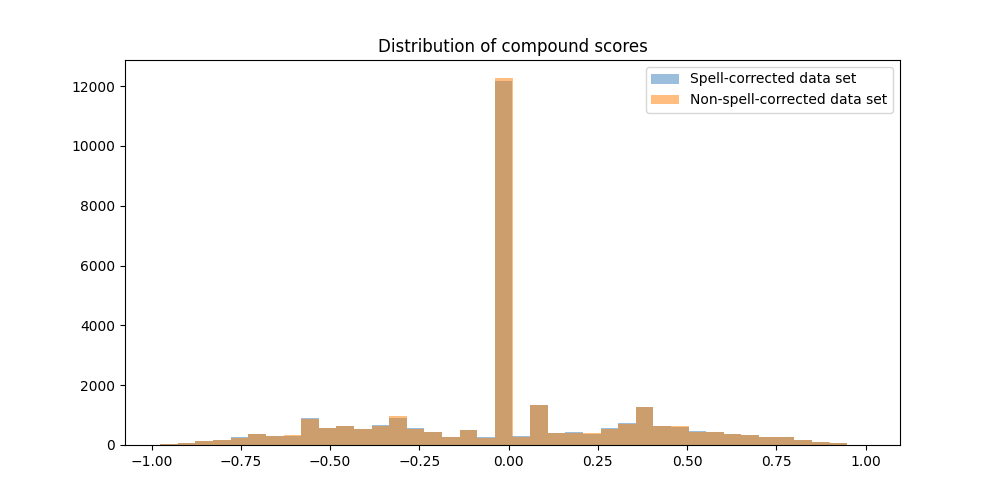 Distribution of compound scores
Spell-corrected data set
Non-spell-corrected data set
12000
10000
8000
6000
4000
2000
0
−1.00 −0.75 −0.50 −0.25 0.00 0.25 0.50 0.75 1.00